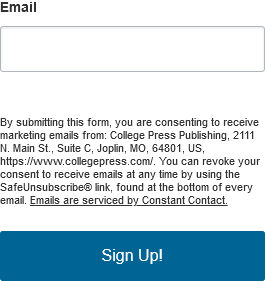 Email
By submitting this form, you are consenting to receive
marketing emails from: College Press Publishing, 2111
N. Main St., Suite C, Joplin, MO, 64801, US,
https://www.collegepress.com/. You can revoke your
consent to receive emails at any time by using the
SafeUnsubscribe® link, found at the bottom of every
email. Emails are serviced by Constant Contact.
Sign Up!